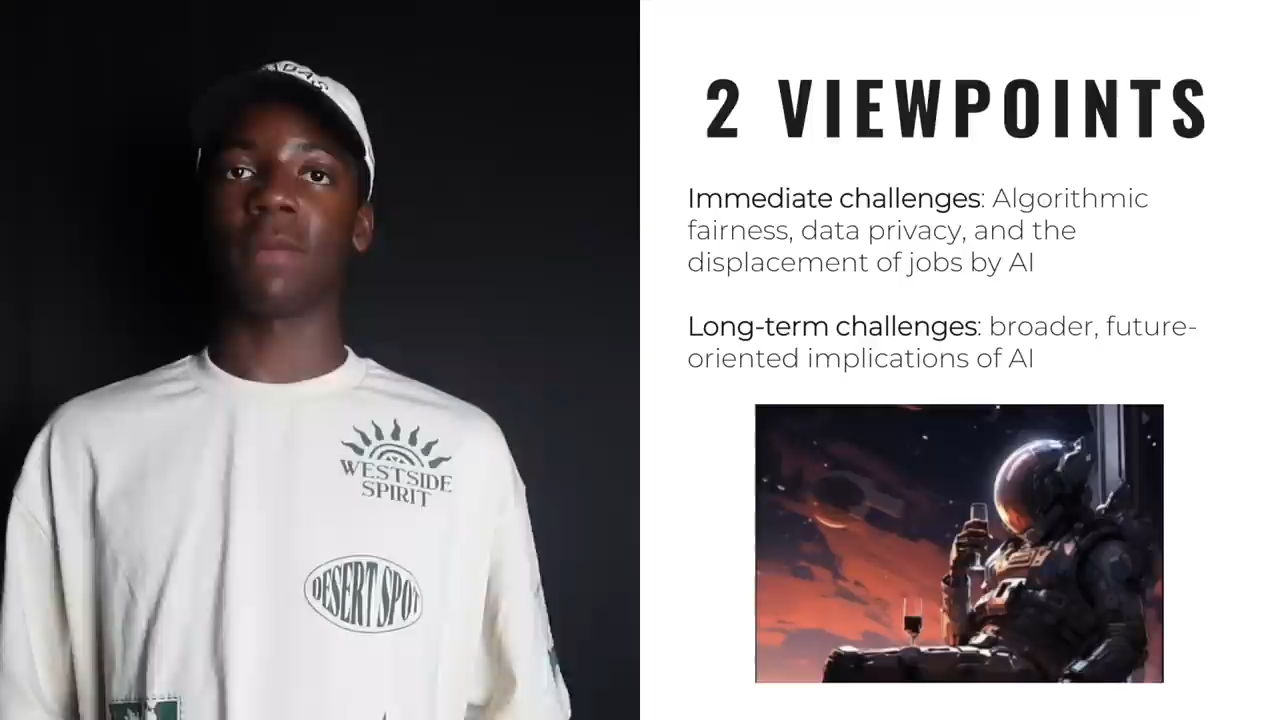 2 VIEWPOINTS
Immediate challenges: Algorithmic
fairness, data privacy, and the
displacement of jobs by AI
Long-term challenges: broader, future-
oriented implications of AI
WESTSIDE
SPIRIT
DESERT SPOT